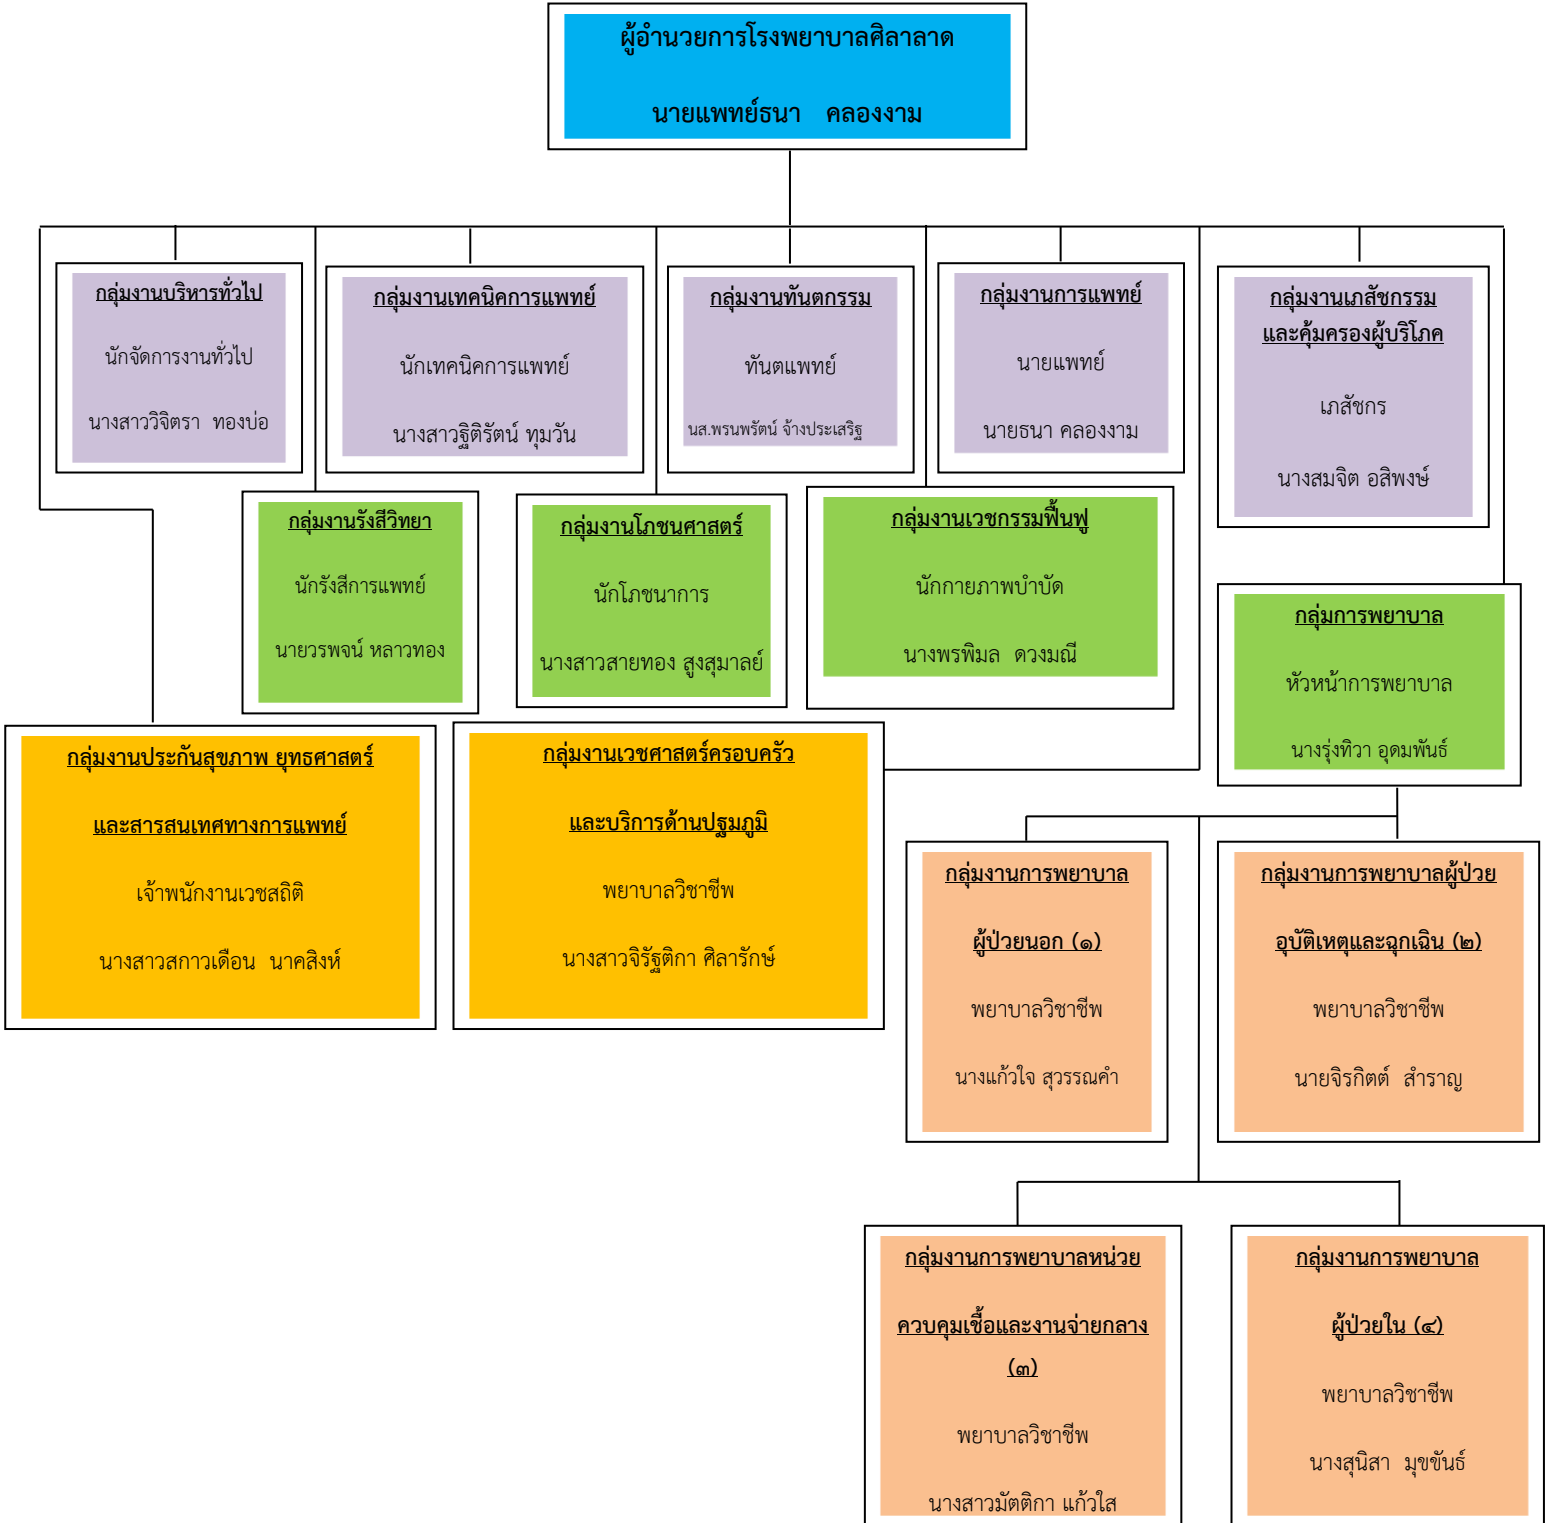 ผู้อำนวยการโรงพยาบาลศิลาลาด
นายแพทย์ธนา คลองงาม
กลุ่มงานบริหารทั่วไป
นักจัดการงานทั่วไป
นางสาววิจิตรา ทองบ่อ
กลุ่มงานเทคนิคการแพทย์
นักเทคนิคการแพทย์
นางสาวฐิติรัตน์ ทุมวัน
กลุ่มงานทันตกรรม
ทันตแพทย์
นส.พรนพรัตน์ จ้างประเสริฐ
กลุ่มงานการแพทย์
นายแพทย์
นายธนา คลองงาม
กลุ่มงานเภสัชกรรม
และคุ้มครองผู้บริโภค
เภสัชกร
นางสมจิต อสิพงษ์
กลุ่มงานรังสีวิทยา
นักรังสีการแพทย์
นายวรพจน์ หลาวทอง
กลุ่มงานโภชนศาสตร์
นักโภชนาการ
นางสาวสายทอง สูงสุมาลย์
กลุ่มงานเวชกรรมฟื้นฟู
นักกายภาพบำบัด
นางพรพิมล ดวงมณี
กลุ่มการพยาบาล
หัวหน้าการพยาบาล
นางรุ่งทิวา อุดมพันธ์
กลุ่มงานประกันสุขภาพ ยุทธศาสตร์
และสารสนเทศทางการแพทย์
เจ้าพนักงานเวชสถิติ
นางสาวสกาวเดือน นาคสิงห์
กลุ่มงานเวชศาสตร์ครอบครัว
และบริการด้านปฐมภูมิ
พยาบาลวิชาชีพ
นางสาวจิรัฐติกา ศิลารักษ์
กลุ่มงานการพยาบาล
ผู้ป่วยนอก (๑)
พยาบาลวิชาชีพ
นางแก้วใจ สุวรรณคำ
กลุ่มงานการพยาบาลผู้ป่วย
อุบัติเหตุและฉุกเฉิน (๒)
พยาบาลวิชาชีพ
นายจิรกิตต์ สำราญ
กลุ่มงานการพยาบาลหน่วย
ควบคุมเชื้อและงานจ่ายกลาง
(๓)
พยาบาลวิชาชีพ
นางสาวมัตติกา แก้วใส
กลุ่มงานการพยาบาล
ผู้ป่วยใน (๔)
พยาบาลวิชาชีพ
นางสุนิสา มุขขันธ์